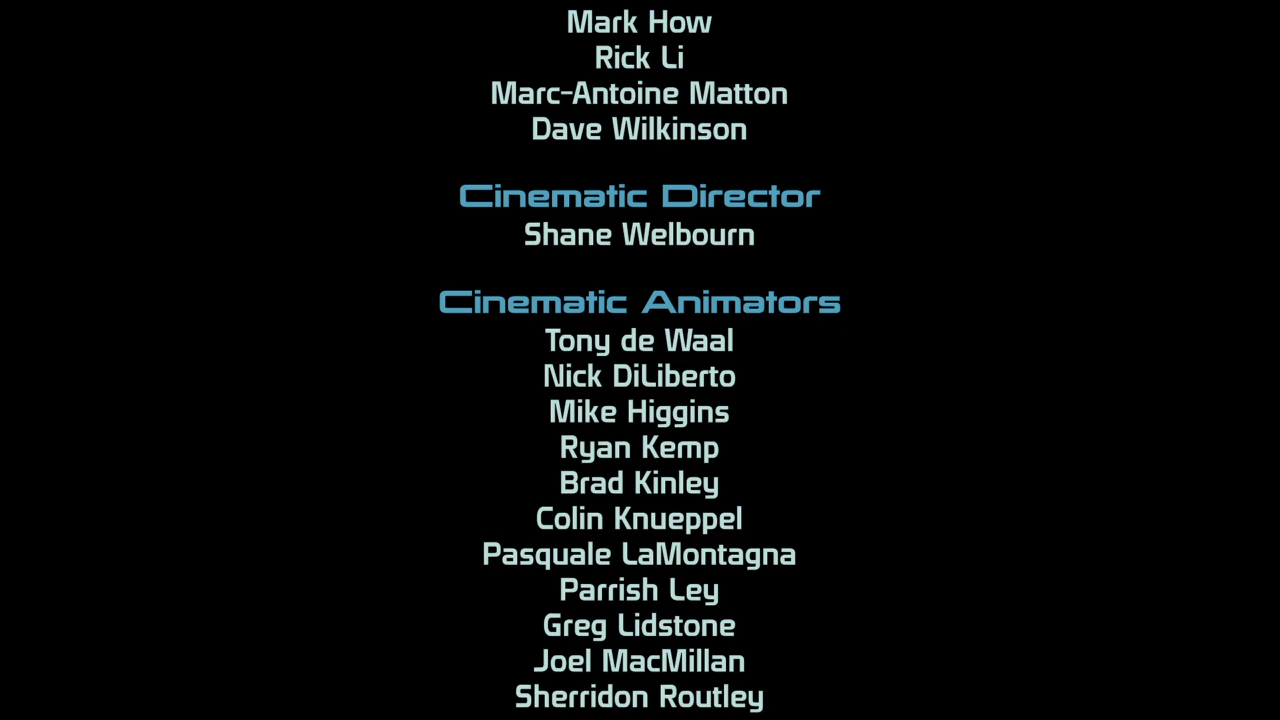 Mark How
Rick Li
Marc-Antoine Matton
Dave Wilkinson
Cinematic Director
Shane Welbourn
Cinematic Animators
Tony de Waal
Nick DiLiberto
Mike Higgins
Ryan Kemp
Brad Kinley
Colin Knueppel
Pasquale LaMontagna
Parrish Ley
Greg Lidstone
Joel MacMillan
Sherridon Routley